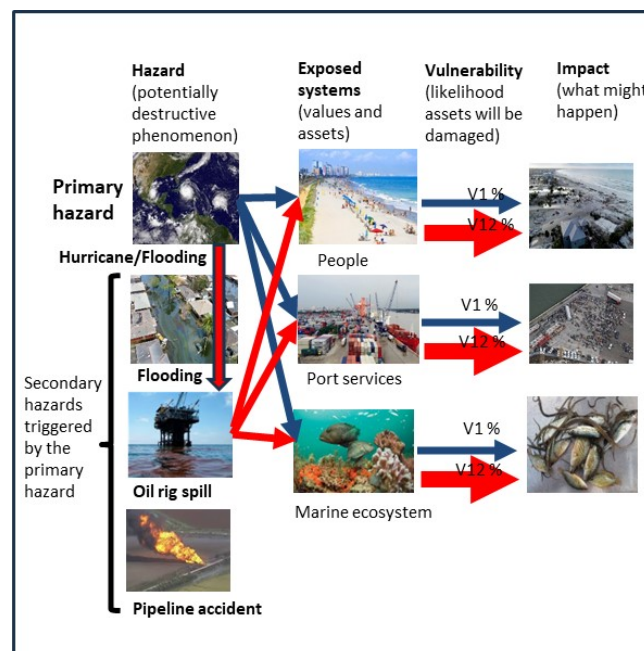 Hazard
(potentially
destructive
phenomenon)
Exposed
systems
(values and
assets)
Vulnerability
(likelihood
assets will be
damaged)
Impact
(what might
happen)
Primary
hazard
Hurricane/Flooding
People
V1 %
V12 %
Secondary
hazards
triggered
by the
primary
hazard
Flooding
Port services
V1 %
V12 %
Oil rig spill
Marine ecosystem
V1 %
V12 %
Pipeline accident